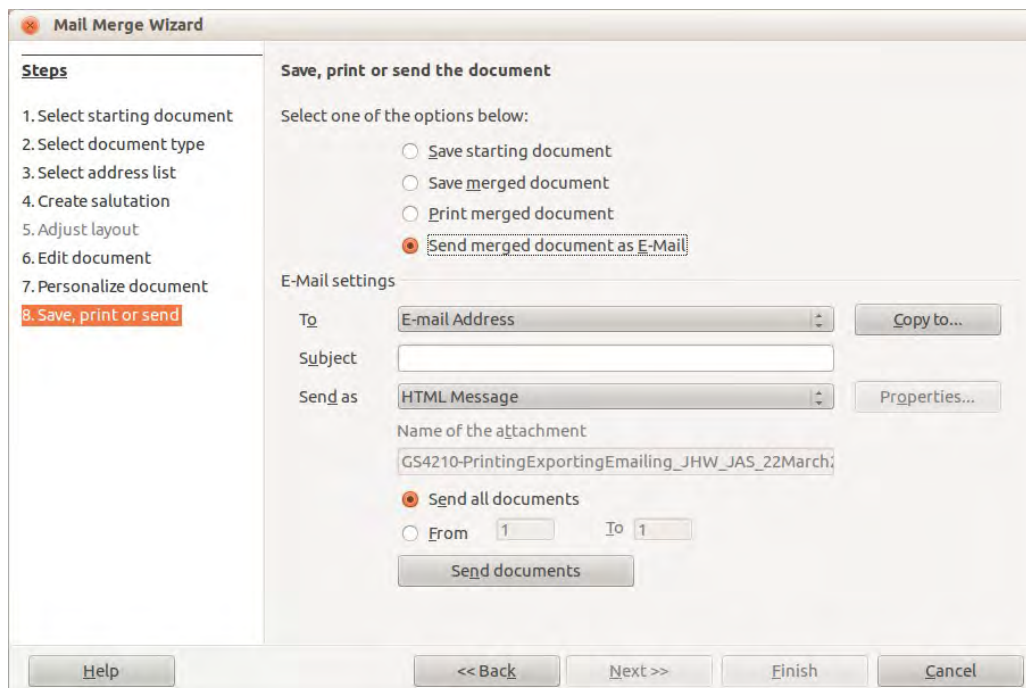 Mail Merge Wizard
Steps
1. Select starting document
2. Select document type
3. Select address list
4. Create salutation
5. Adjust layout
6. Edit document
7. Personalize document
8. Save, print or send
Save, print or send the document
Select one of the options below:
Save starting document
Save merged document
Print merged document
Send merged document as E-Mail
E-Mail settings
To E-mail Address Copy to...
Subject
Send as HTML Message Properties...
Name of the attachment
GS4210-PrintingExportingEmailing_JHW_JAS_22March
Send all documents
From 1 To 1
Send documents
Help << Back Next >> Finish Cancel